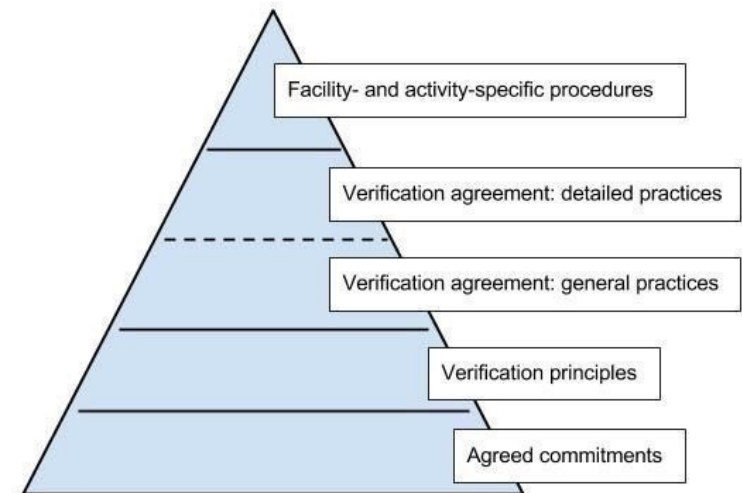 Facility- and activity-specific procedures
Verification agreement: detailed practices
Verification agreement: general practices
Verification principles
Agreed commitments